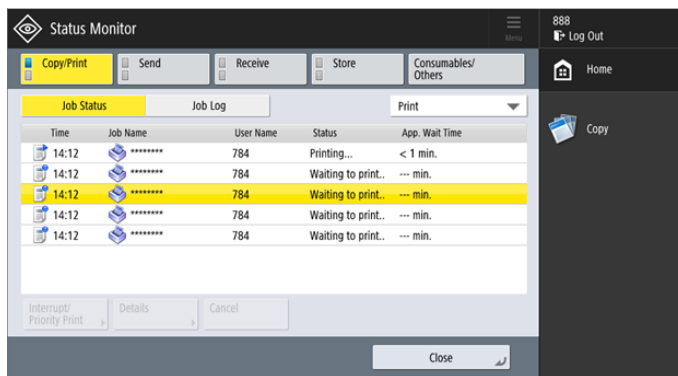 Status Monitor
Menu
888
Log Out
Copy/Print
Send
Receive
Store
Consumables/
Others
Home
Job Status
Job Log
Print
Copy
Time Job Name User Name Status App. Wait Time
14:12 ******** 784 Printing... < 1 min.
14:12 ******** 784 Waiting to print.. --- min.
14:12 ******** 784 Waiting to print.. --- min.
14:12 ******** 784 Waiting to print.. --- min.
14:12 ******** 784 Waiting to print.. --- min.
Interrupt/
Priority Print
Details
Cancel
Close